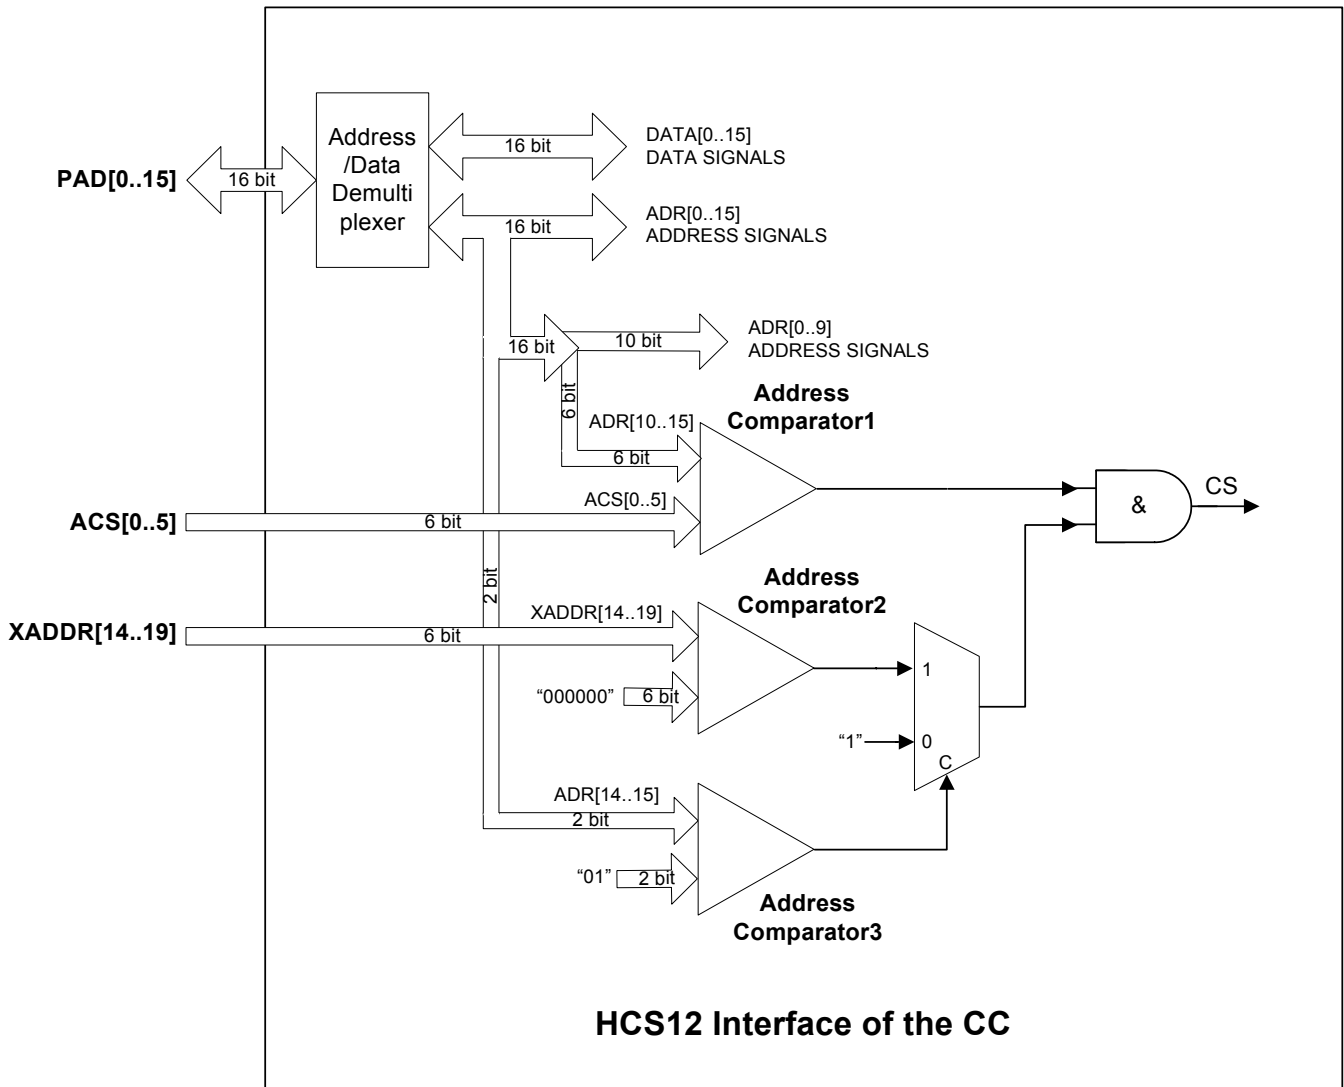 Address
/Data
Demulti
plexer
PAD[0..15]
16 bit
16 bit
DATA[0..15]
DATA SIGNALS
16 bit
ADR[0..15]
ADDRESS SIGNALS
16 bit
10 bit
ADR[0..9]
ADDRESS SIGNALS
6 bit
Address
Comparator1
ADR[10..15]
6 bit
ACS[0..5]
ACS[0..5]
6 bit
&
CS
2 bit
Address
Comparator2
XADDR[14..19]
XADDR[14..19]
6 bit
“000000”
6 bit
1
“1”
0
C
ADR[14..15]
2 bit
“01”
2 bit
Address
Comparator3
HCS12 Interface of the CC